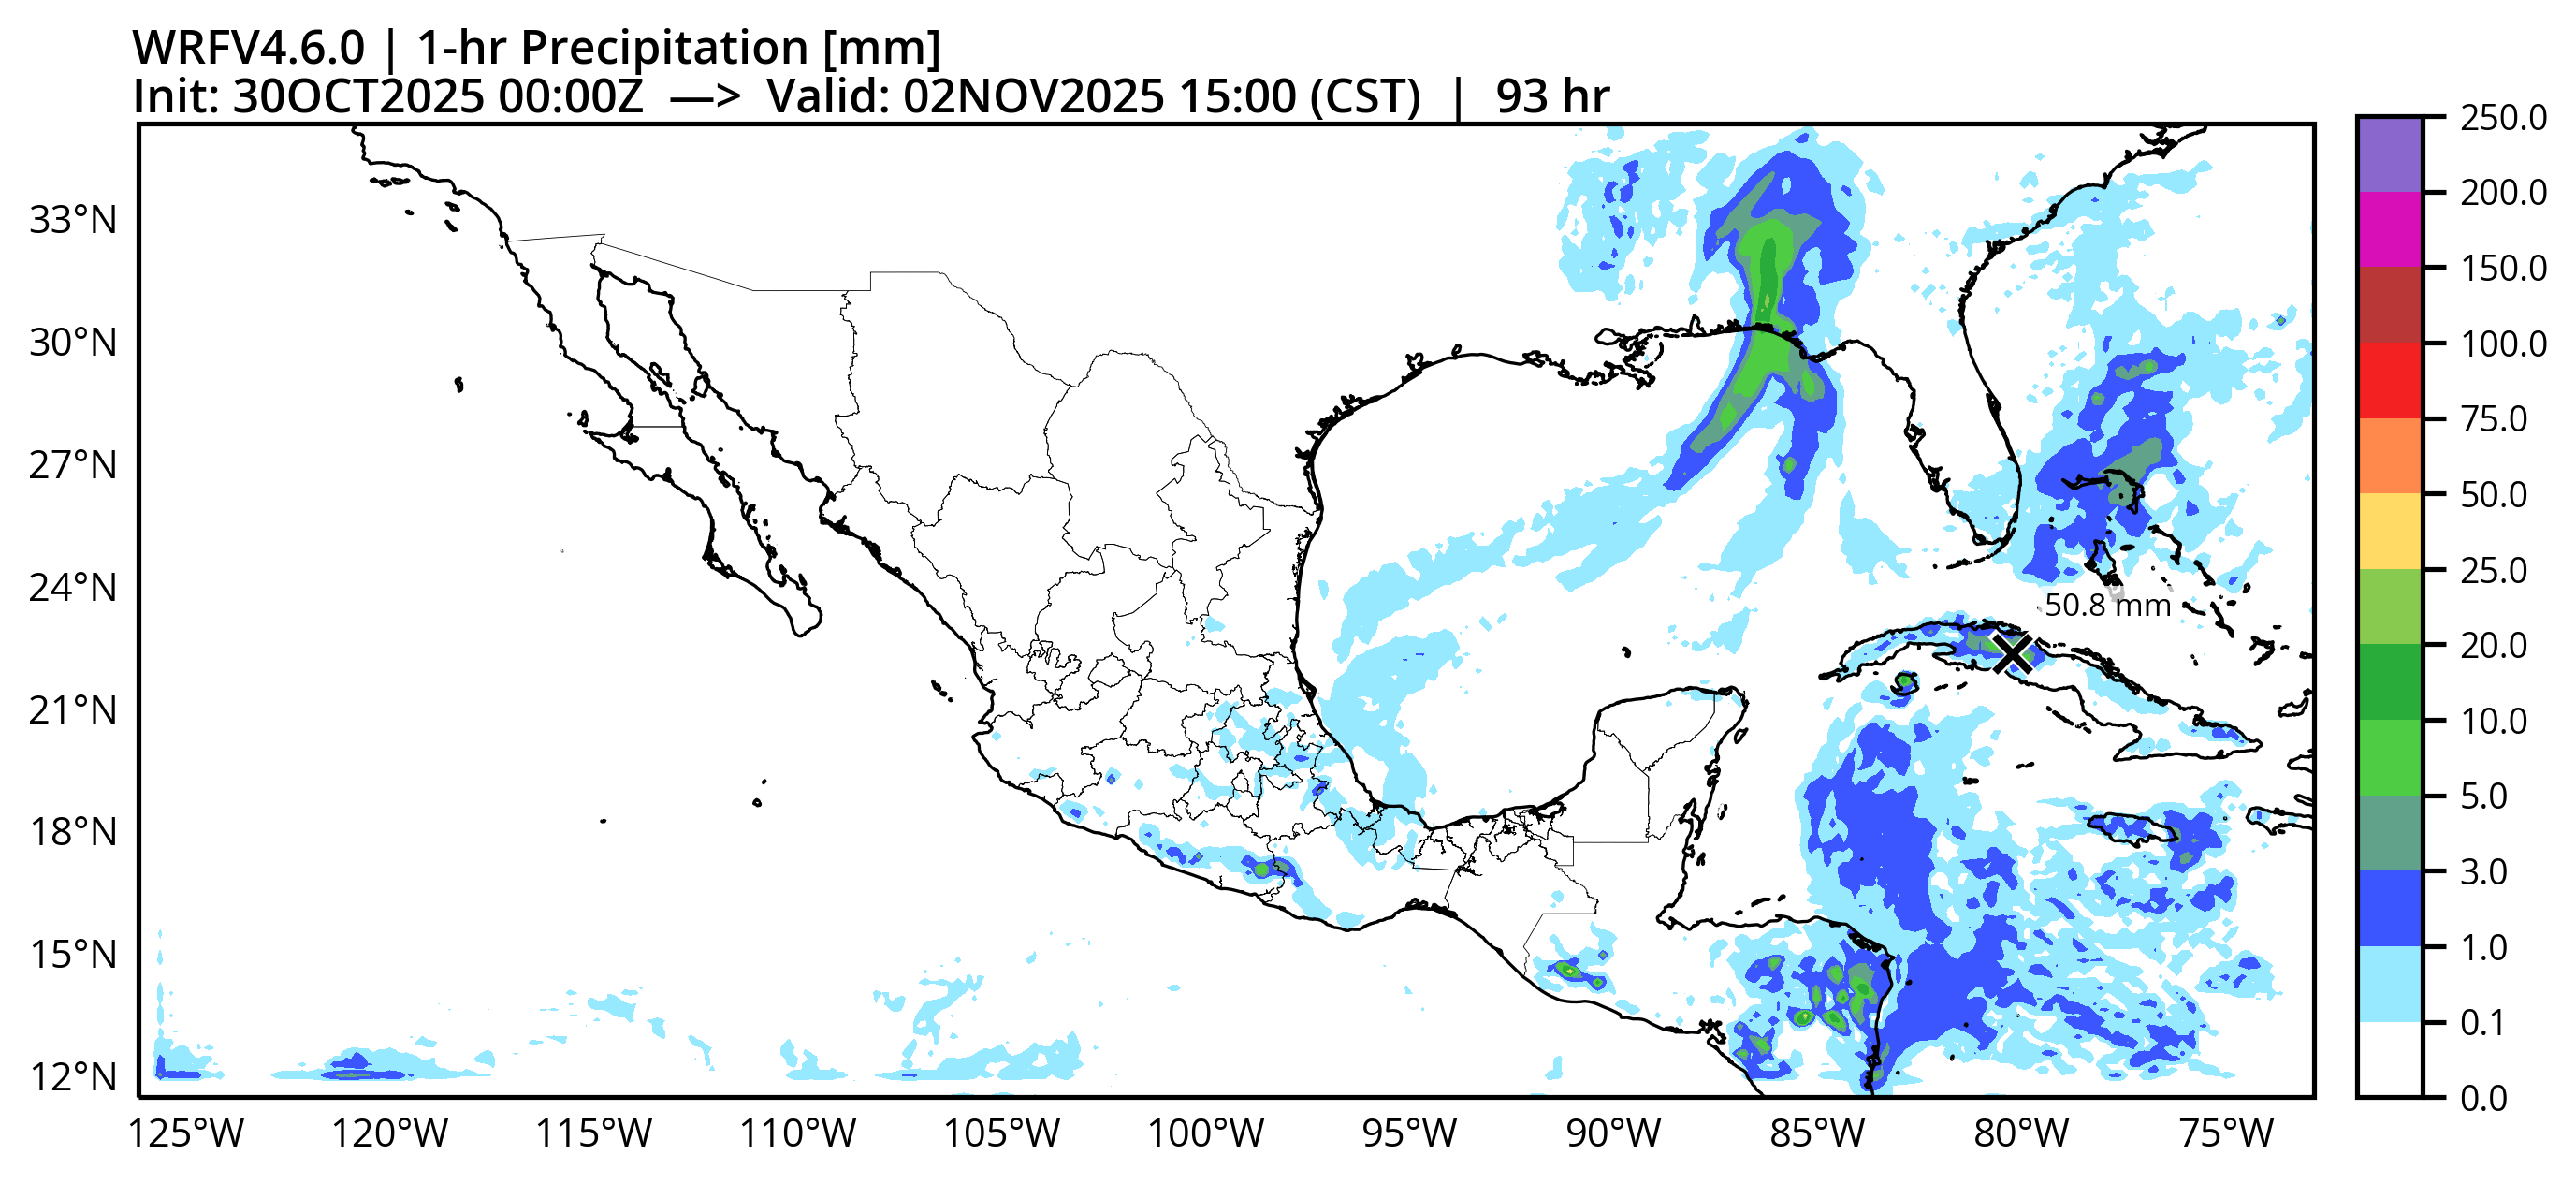 WRFV4.6.0 | 1-hr Precipitation [mm]
Init: 30OCT2025 00:00Z —> Valid: 02NOV2025 15:00 (CST) | 93 hr
250.0
200.0
150.0
100.0
75.0
50.0
25.0
20.0
10.0
5.0
3.0
1.0
0.1
0.0
33°N
30°N
27°N
24°N
21°N
18°N
15°N
12°N
50.8 mm
125°W 120°W 115°W 110°W 105°W 100°W 95°W 90°W 85°W 80°W 75°W